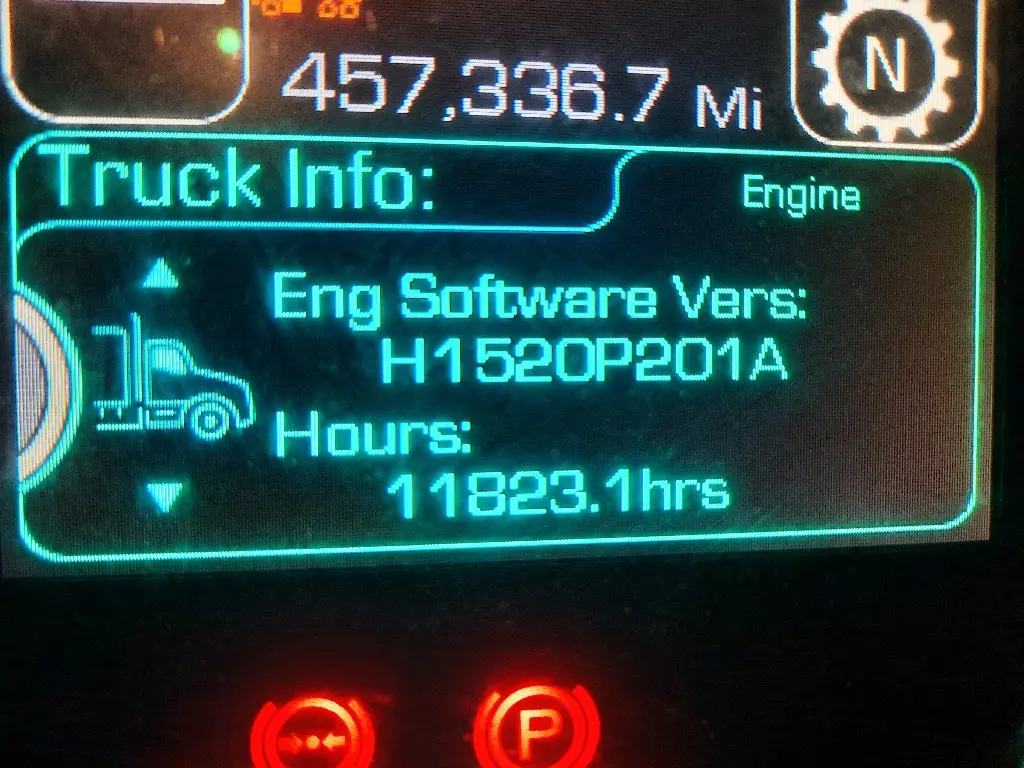 457,336.7 Mi
N
Truck Info:
Engine
Eng Software Vers:
H1520P201A
Hours:
11823.1hrs
P